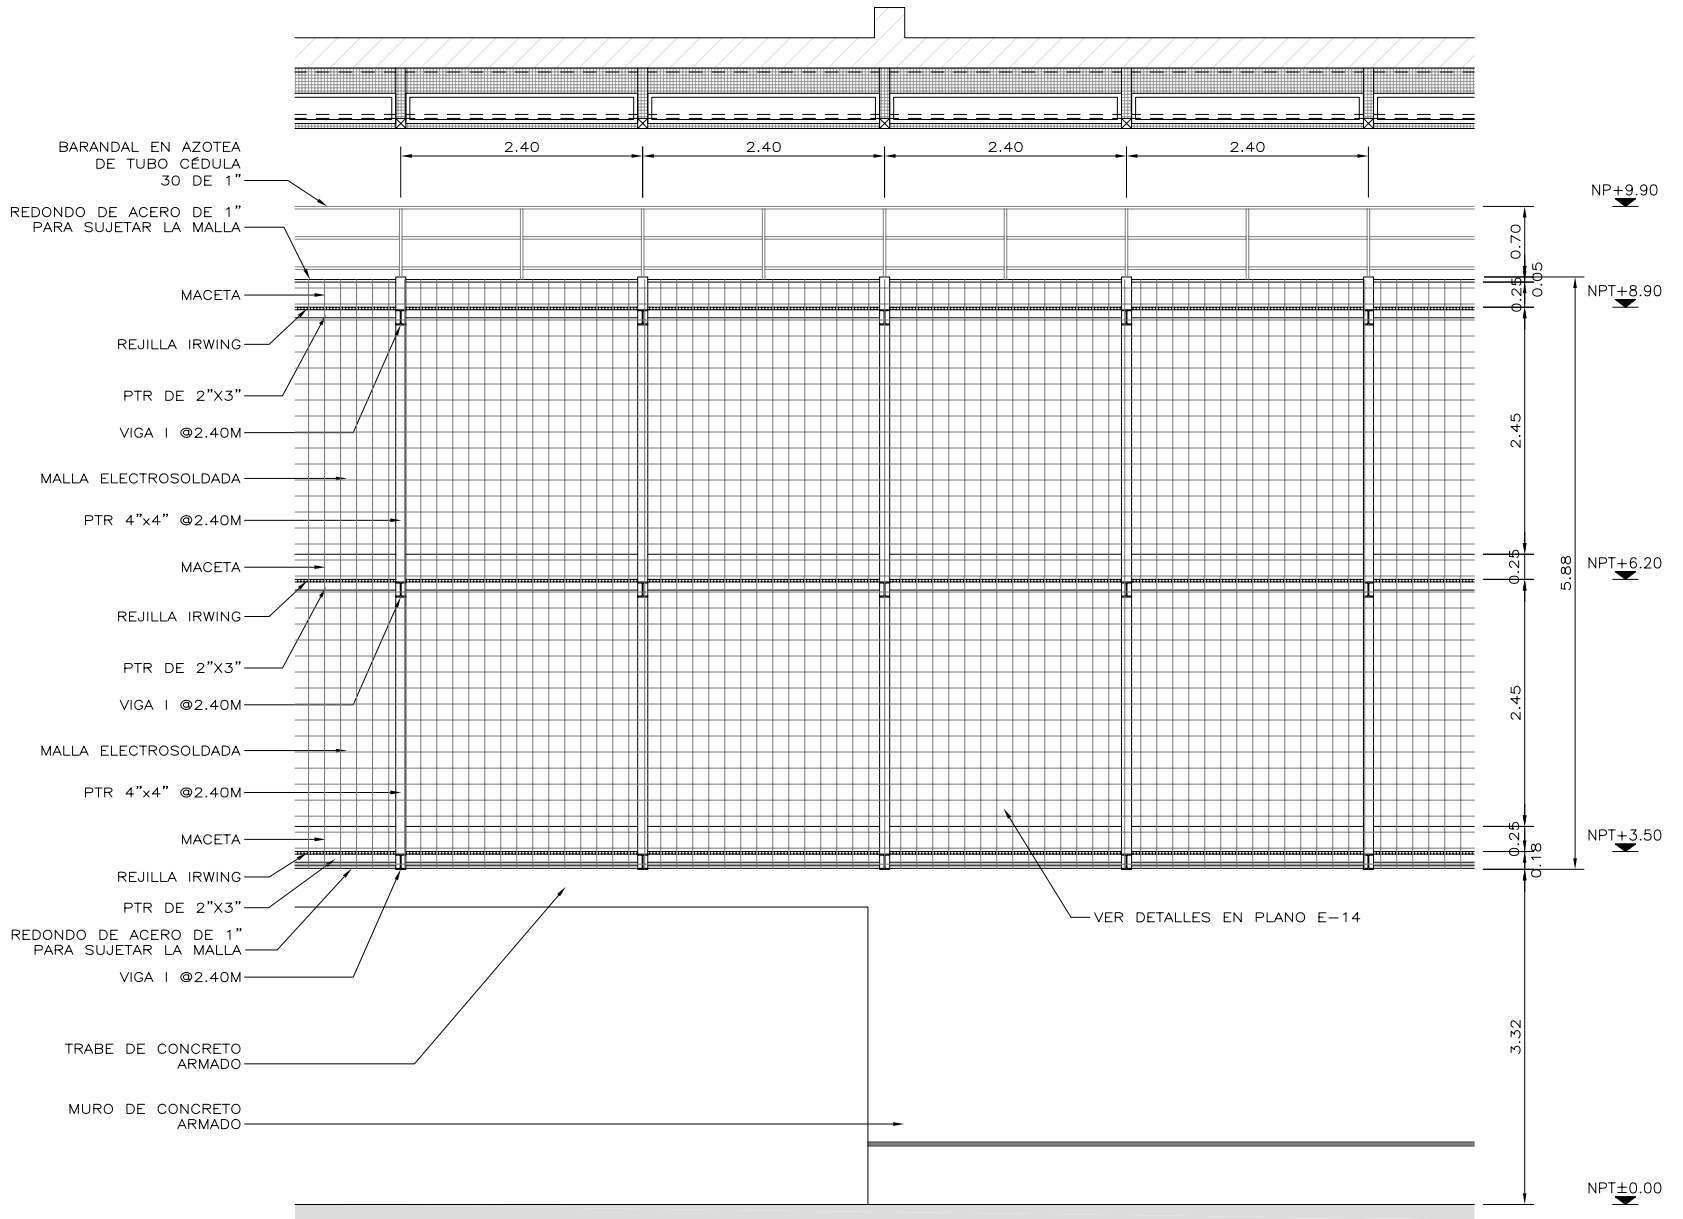 2.40
2.40
2.40
2.40
BARANDAL EN AZOTEA
DE TUBO CÉDULA
30 DE 1"
REDONDO DE ACERO DE 1"
PARA SUJETAR LA MALLA
MACETA
REJILLA IRWING
PTR DE 2"X3"
VIGA I @2.40M
MALLA ELECTROSOLDADA
PTR 4"x4" @2.40M
MACETA
REJILLA IRWING
PTR DE 2"X3"
VIGA I @2.40M
MALLA ELECTROSOLDADA
PTR 4"x4" @2.40M
MACETA
REJILLA IRWING
PTR DE 2"X3"
REDONDO DE ACERO DE 1"
PARA SUJETAR LA MALLA
VIGA I @2.40M
TRABE DE CONCRETO
ARMADO
MURO DE CONCRETO
ARMADO
VER DETALLES EN PLANO E-14
0.70
0.05
0.25
2.45
0.25
2.45
0.25
0.18
3.32
5.88
NP+9.90
NPT+8.90
NPT+6.20
NPT+3.50
NPT±0.00